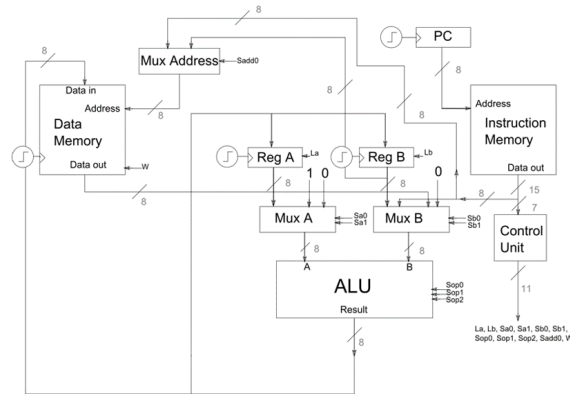 8
8
8
PC
Mux Address
Sadd0
8
Data in
Address
8
8
8
Address
Data
Memory
Instruction
Memory
Data out
W
Data out
Reg A
La
Reg B
Lb
8
1 0
8
0
8
15
8
7
Mux A
Sa0
Sa1
Mux B
Sb0
Sb1
Control
Unit
8
8
A
B
11
ALU
Sop0
Sop1
Sop2
Result
8
La, Lb, Sa0, Sa1, Sb0, Sb1,
Sop0, Sop1, Sop2, Sadd0, W